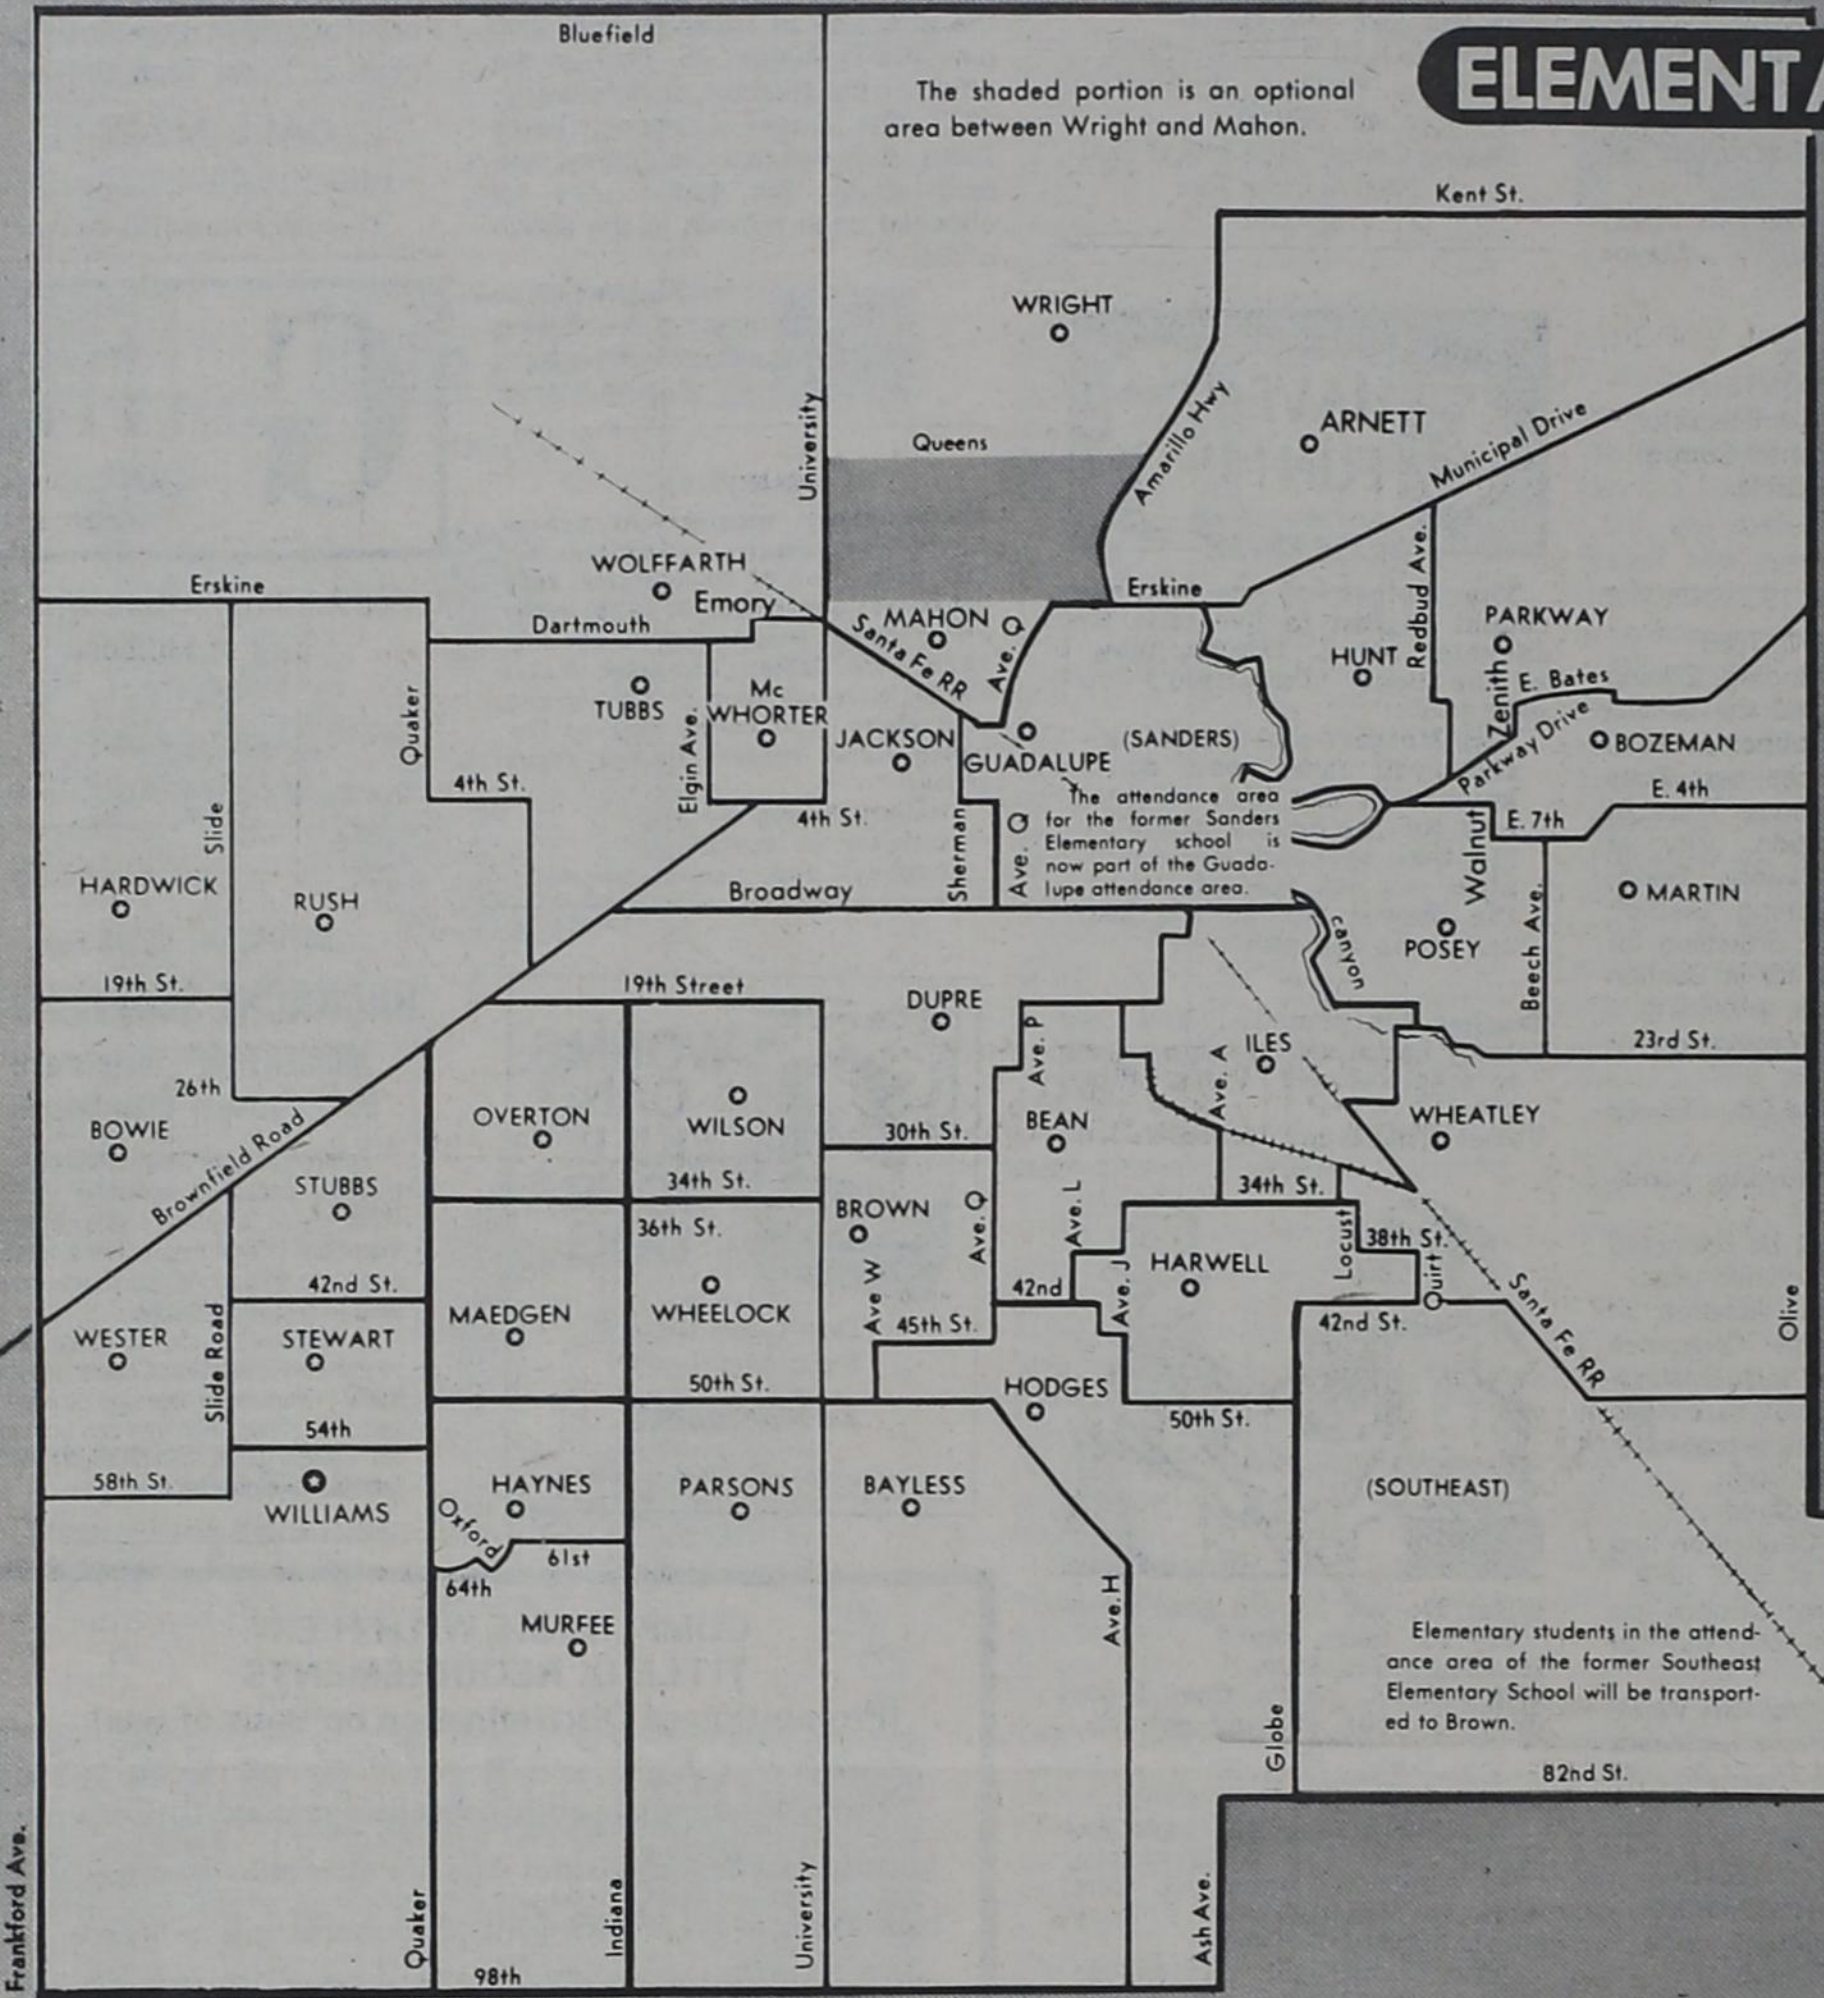 Bluefield
ELEMENTA
The shaded portion is an optional
area between Wright and Mahon.
Kent St.
WRIGHT
University
Queens
Amarillo Hwy
ARNETT
Municipal Drive
WOLFFARTH
Erskine
Emory
Dartmouth
MAHON
Santa Fe RR
Ave. Q
Erskine
Redbud Ave.
PARKWAY
HUNT
Zenith
E. Bates
Parkway Drive
BOZEMAN
Quaker
TUBBS
Elgin Ave.
Mc
WHORTER
JACKSON
GUADALUPE
(SANDERS)
4th St.
4th St.
E. 4th
The attendance area
for the former Sanders
Elementary school is
now part of the Guada-
lupe attendance area.
Ave. Q
Sherman
Walnut
E. 7th
Slide
HARDWICK
RUSH
Broadway
canyon
POSEY
Beech Ave.
MARTIN
19th St.
19th Street
DUPRE
Ave. P
Ave. A
ILES
23rd St.
26th
BOWIE
Brownfield Road
OVERTON
WILSON
30th St.
BEAN
WHEATLEY
STUBBS
34th St.
34th St.
BROWN
Ave. Q
Ave. L
36th St.
Locust
38th St.
42nd St.
MAEDGEN
WHEELOCK
Ave W
42nd
Ave. J
HARWELL
Quirt
Santa Fe RR
Olive
WESTER
Slide Road
STEWART
45th St.
42nd St.
50th St.
HODGES
50th St.
54th
58th St.
WILLIAMS
HAYNES
PARSONS
BAYLESS
(SOUTHEAST)
Oxford
61st
64th
MURFEE
Ave. H
Elementary students in the attend-
ance area of the former Southeast
Elementary School will be transport-
ed to Brown.
Globe
82nd St.
Frankford Ave.
Quaker
98th
Indiana
University
Ash Ave.